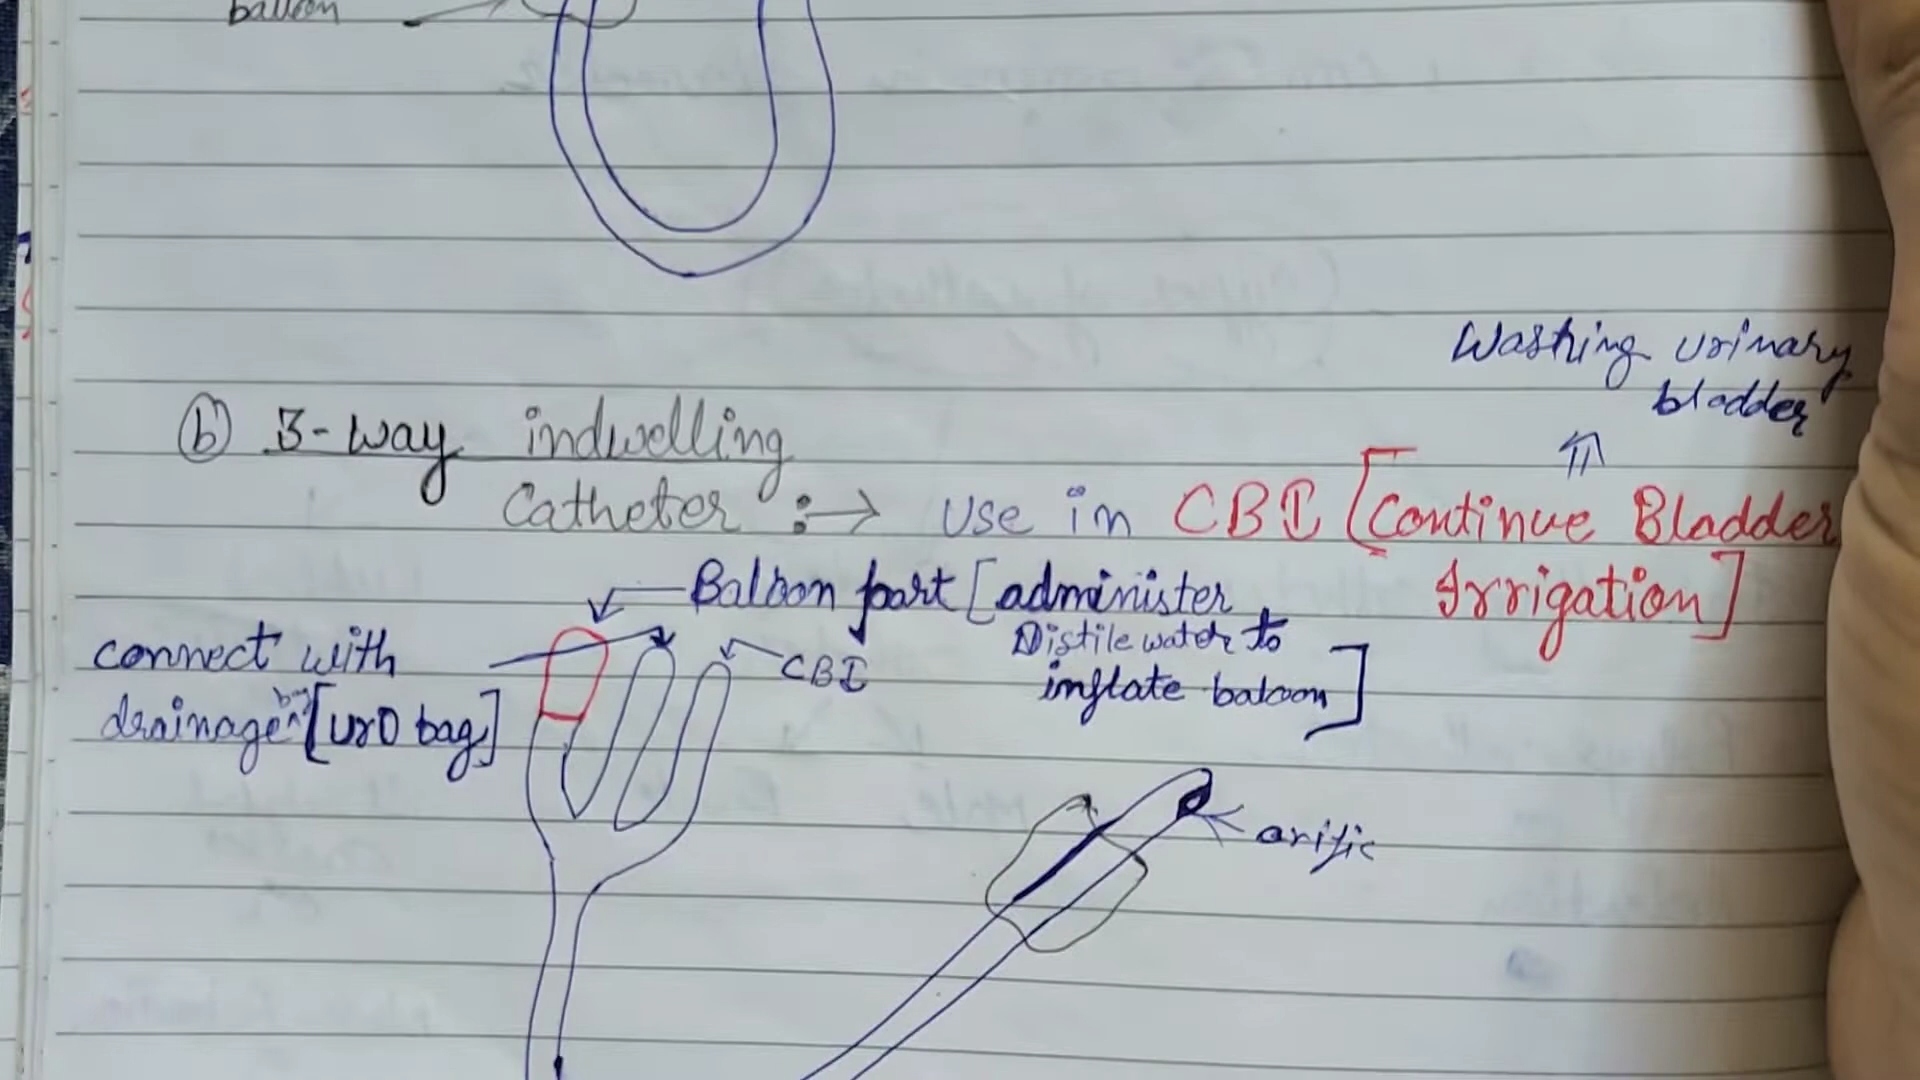 balloon
Washing urinary
bladder
(b) 3-way indwelling
Catheter :→ Use in CBI [Continue Bladder
Irrigation]
Baloon part [administer
Distile water to
inflate baloon]
connect with
drainage bag [uro bag]
CBI
orific